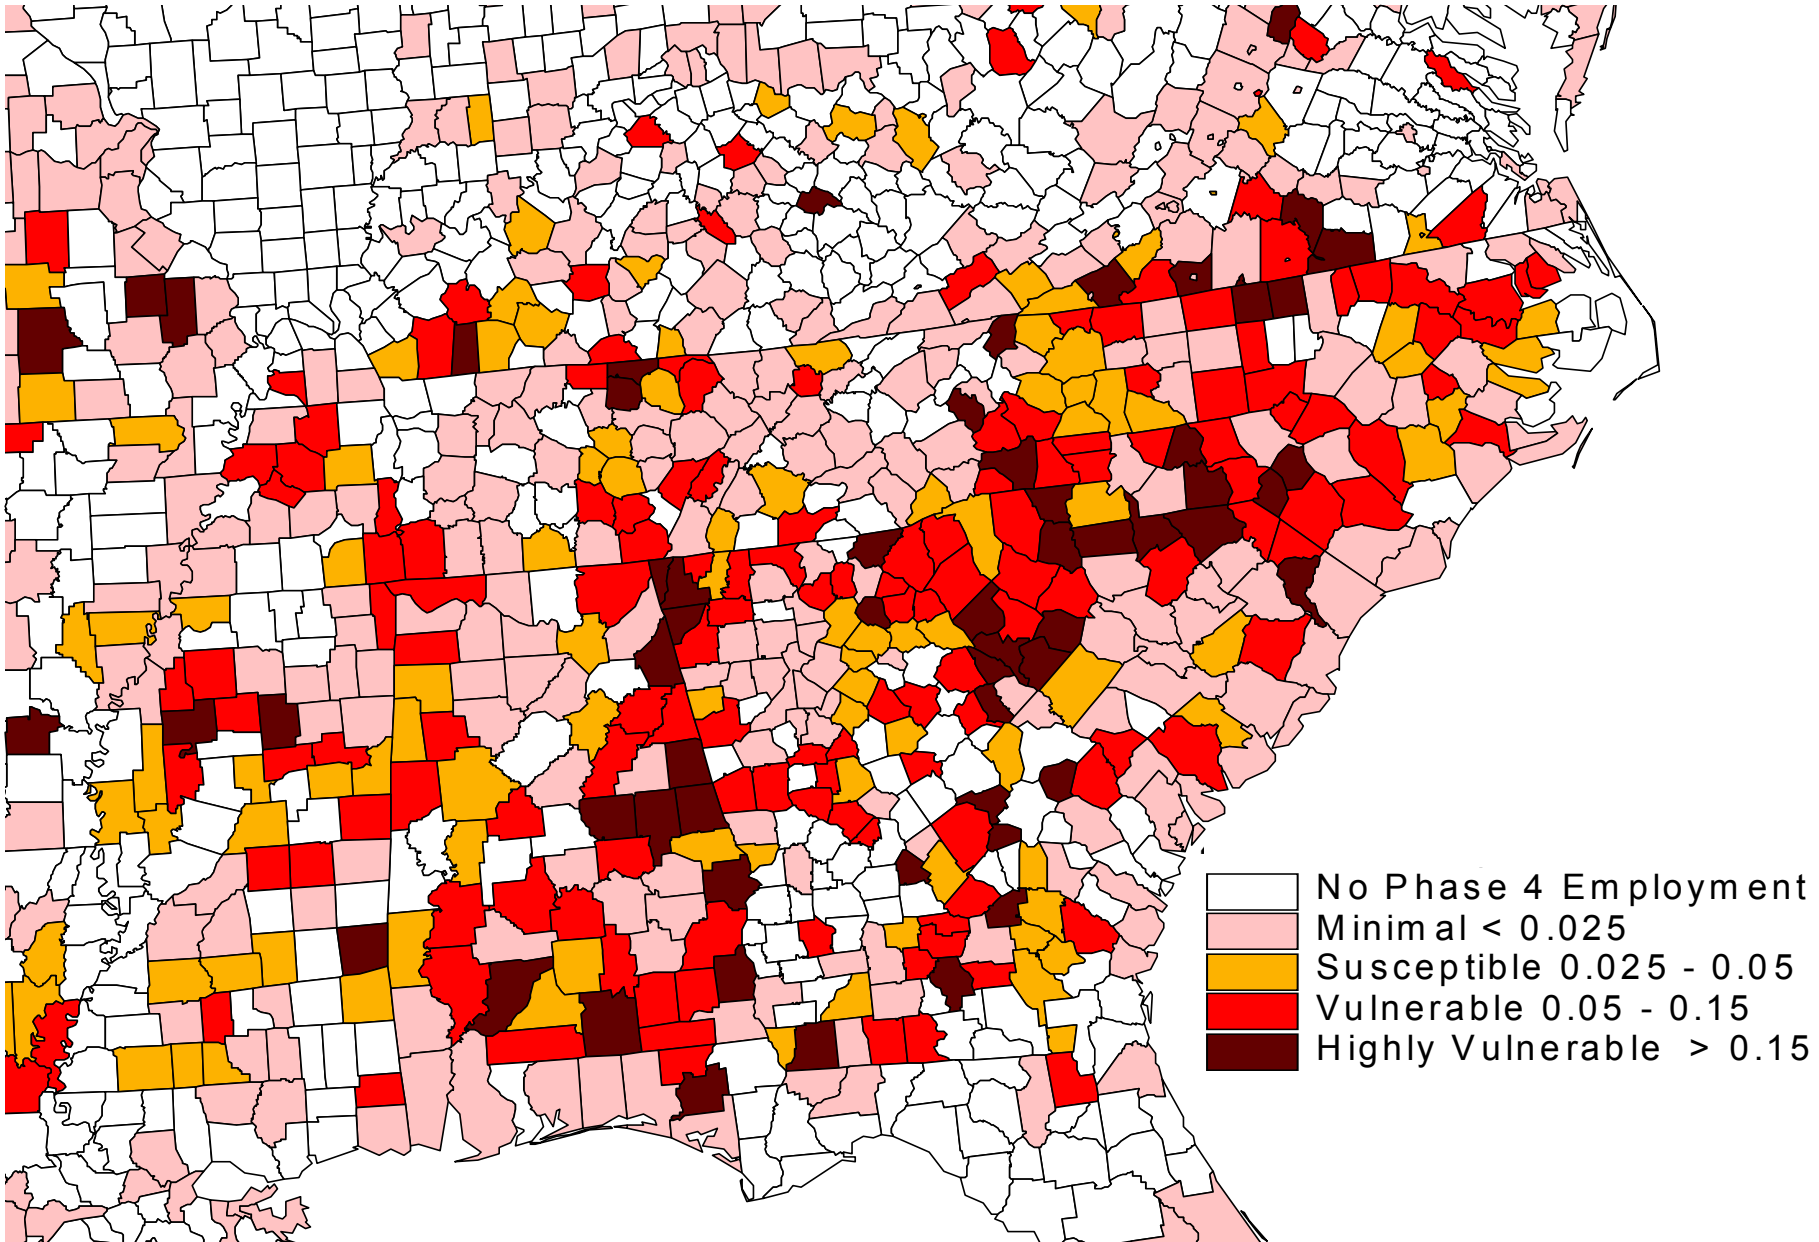 No Phase 4 Employment
Minimal < 0.025
Susceptible 0.025 - 0.05
Vulnerable 0.05 - 0.15
Highly Vulnerable > 0.15